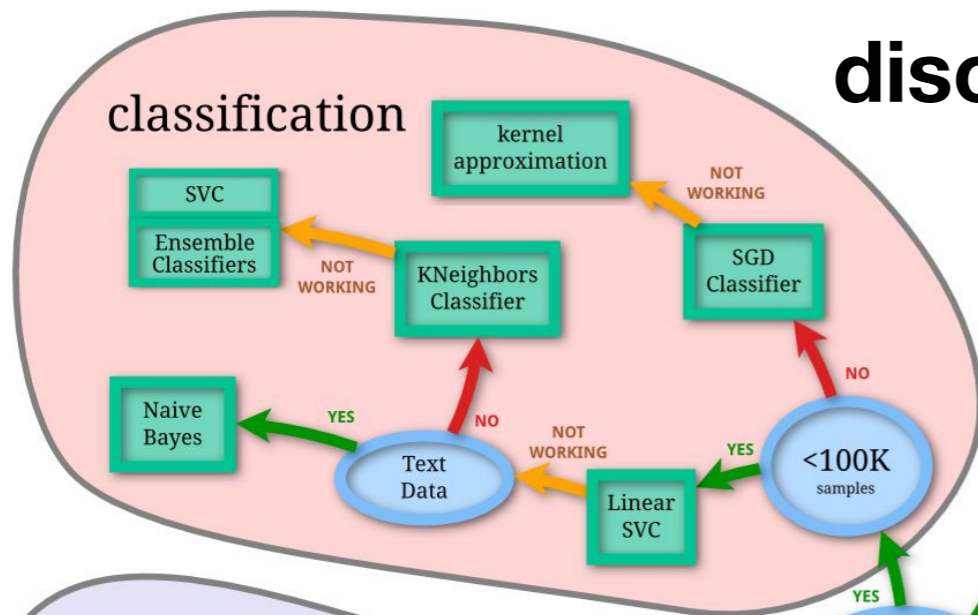 disc
classification
kernel
approximation
NOT
WORKING
SVC
Ensemble
Classifiers
NOT
WORKING
KNeighbors
Classifier
SGD
Classifier
NO
Naive
Bayes
YES
NO
Text
Data
NOT
WORKING
Linear
SVC
YES
<100K
samples
YES